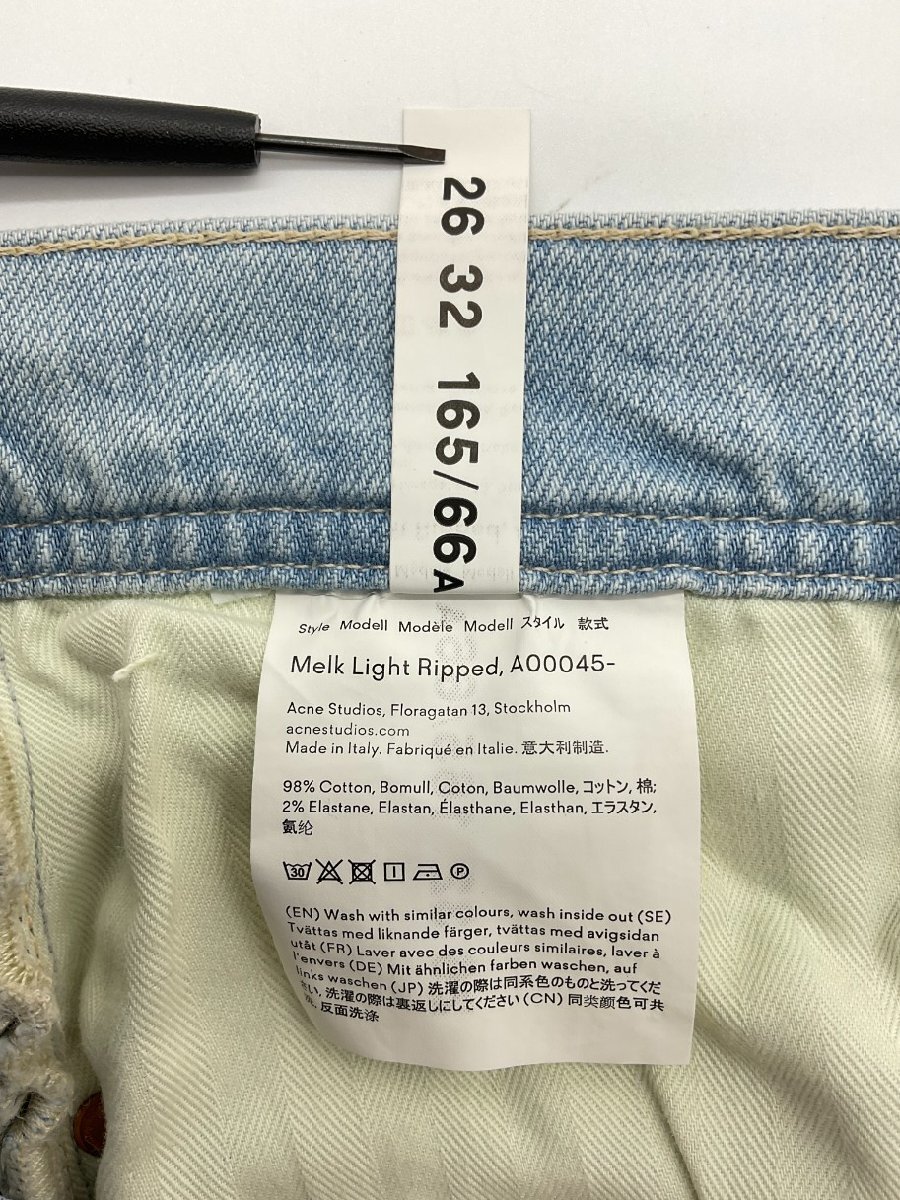 26 32 165/66A
Style Modell Modèle Modell スタイル 款式
Melk Light Ripped, A00045-
Acne Studios, Floragatan 13, Stockholm
acnestudios.com
Made in Italy. Fabriqué en Italie. 意大利制造.
98% Cotton, Bomull, Coton, Baumwolle, コットン, 棉;
2% Elastane, Elastan, Élasthane, Elasthan, エラスタン,
氨纶
30 P
(EN) Wash with similar colours, wash inside out (SE)
Tvättas med liknande färger, tvättas med avigsidan
utåt (FR) Laver avec des couleurs similaires, laver à
l'envers (DE) Mit ähnlichen farben waschen, auf
links waschen (JP) 洗濯の際は同系色のものと洗ってくだ
さい, 洗濯の際は裏返しにしてください (CN) 同类颜色可共
洗, 反面洗涤